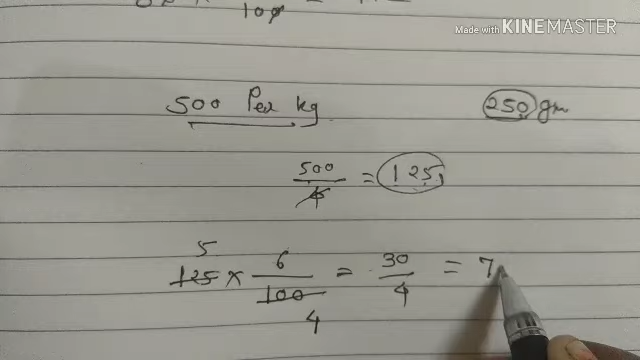 Made with KINEMASTER
100
500 Per kg 250 gm
500/4 = 125
5
125 × 6/100 = 30/4 = 7
4